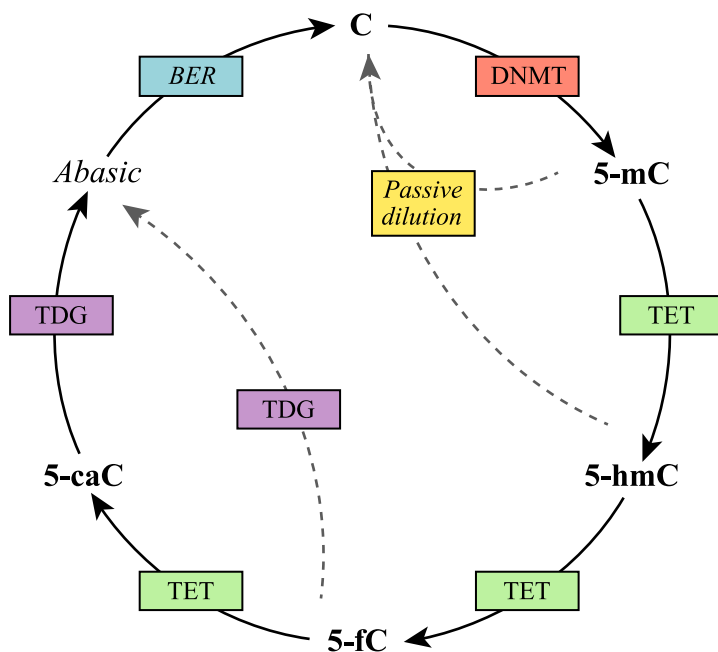 C
BER
DNMT
Abasic
Passive
dilution
5-mC
TDG
TET
TDG
5-caC
5-hmC
TET
TET
5-fC